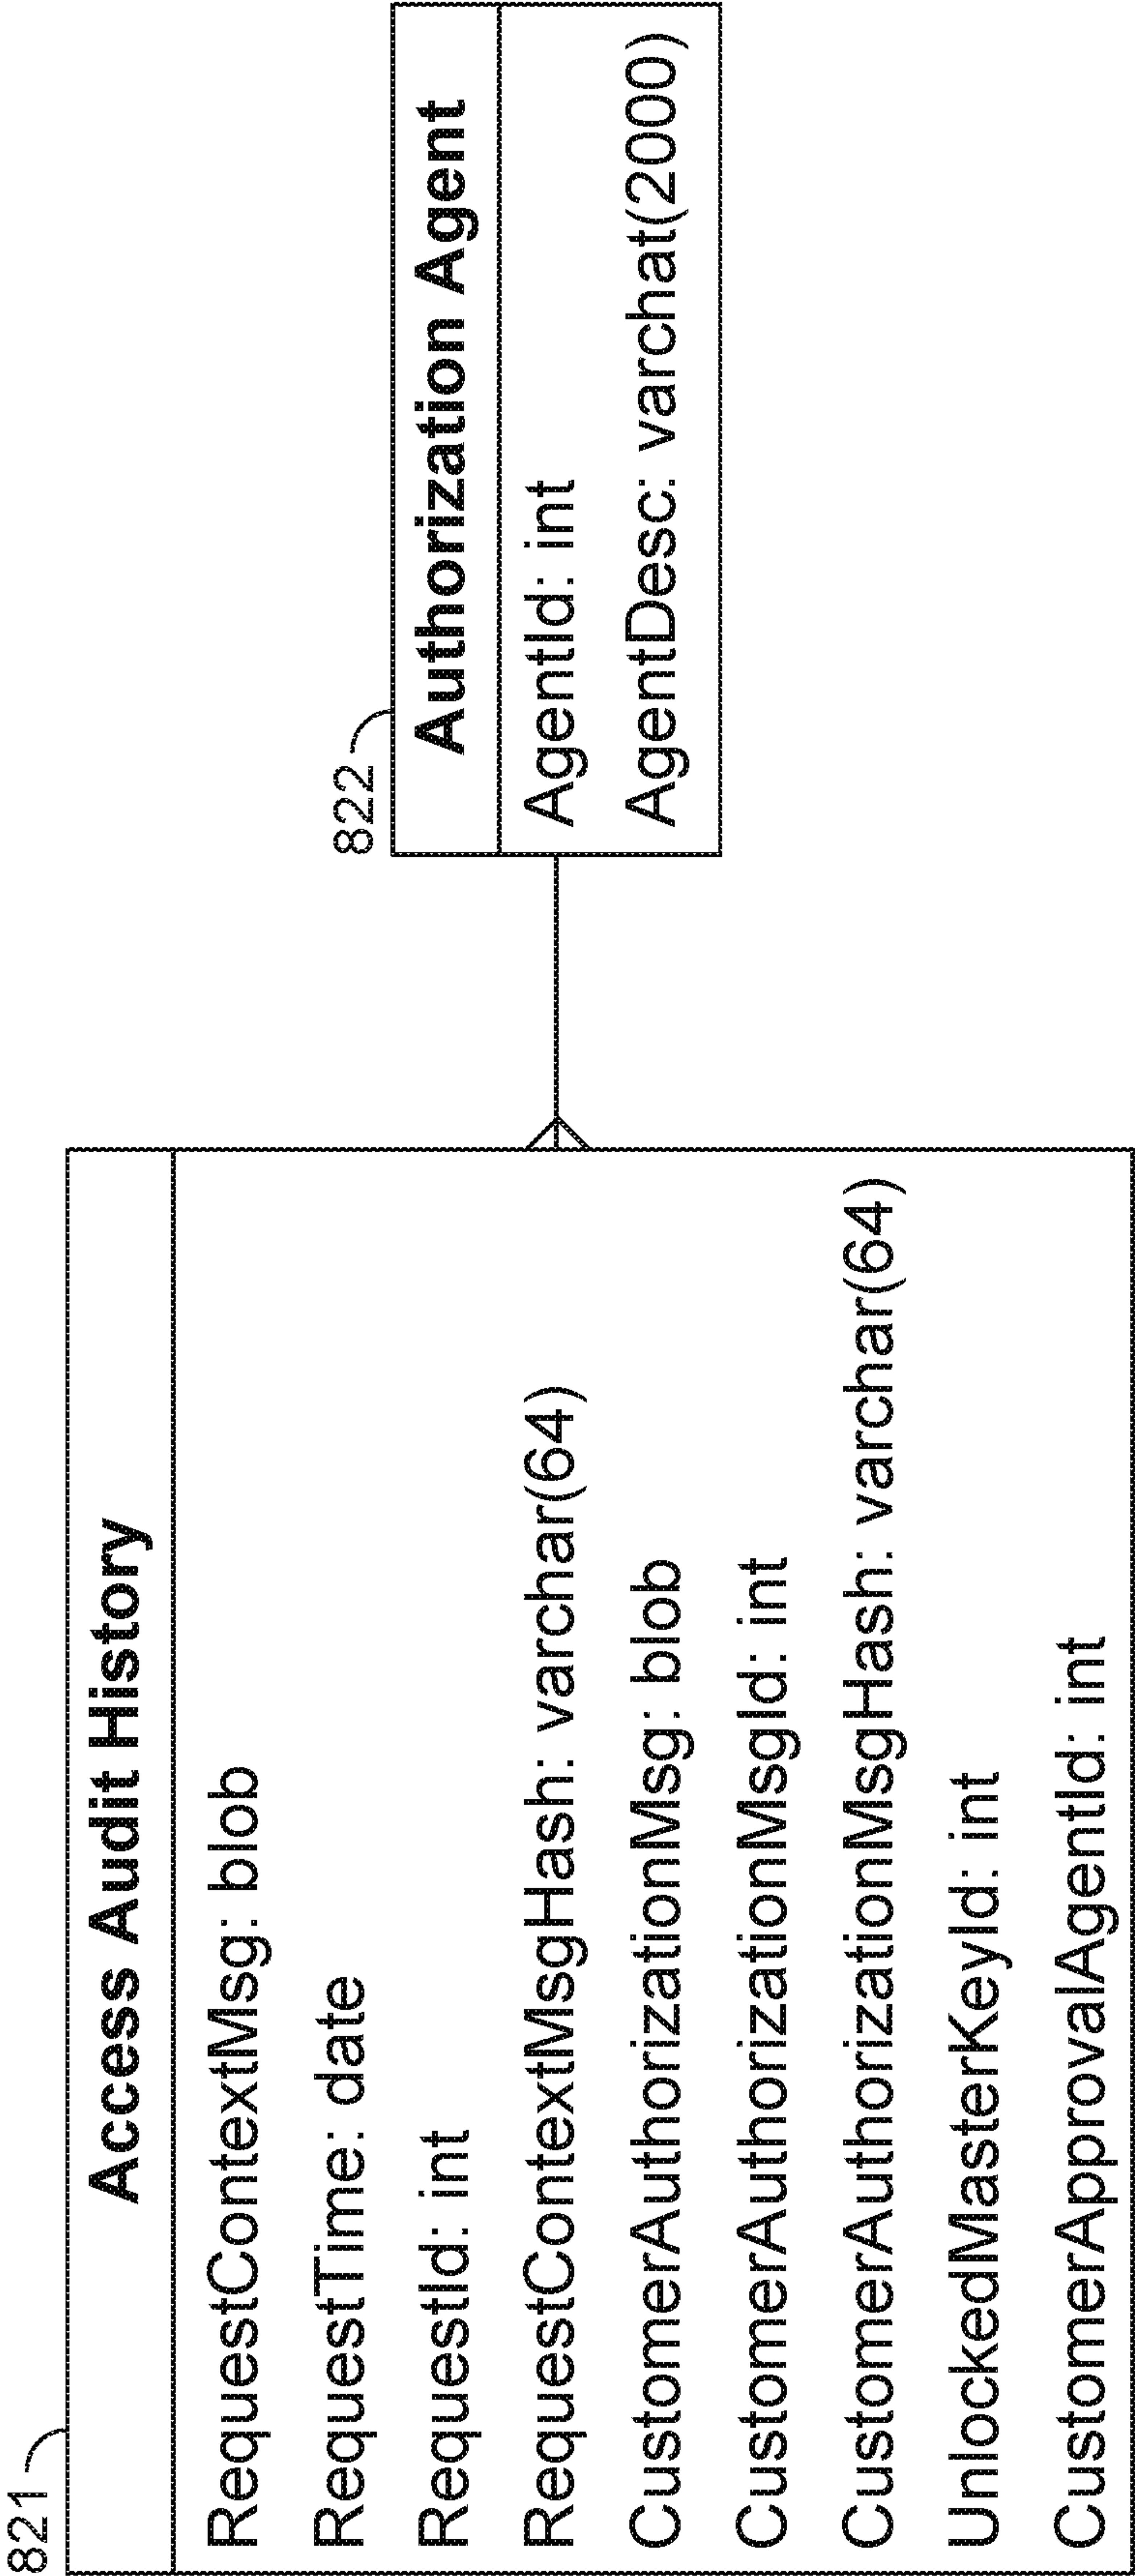 821
Access Audit History
RequestContextMsg: blob
RequestTime: date
RequestId: int
RequestContextMsgHash: varchar(64)
CustomerAuthorizationMsg: blob
CustomerAuthorizationMsgId: int
CustomerAuthorizationMsgHash: varchar(64)
UnlockedMasterKeyId: int
CustomerApprovalAgentId: int
822
Authorization Agent
AgentId: int
AgentDesc: varchat(2000)